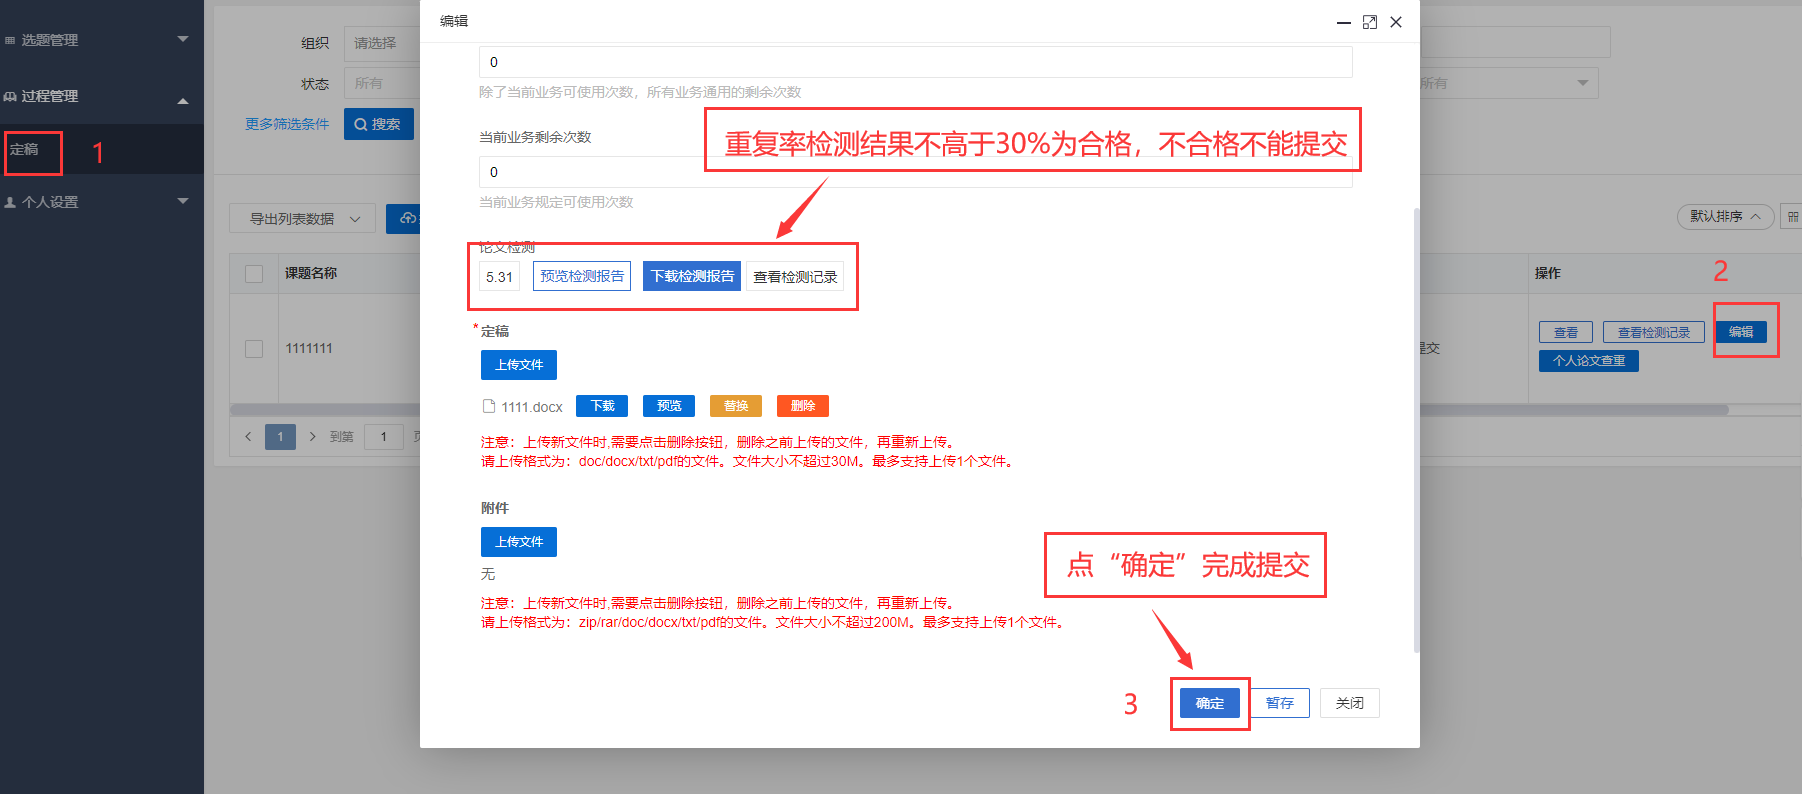 选题管理
过程管理
定稿
1
个人设置
组织
请选择
状态
所有
更多筛选条件
搜索
导出列表数据
课题名称
1111111
1
到第
1
编辑
0
除了当前业务可使用次数，所有业务通用的剩余次数
当前业务剩余次数
重复率检测结果不高于30%为合格，不合格不能提交
0
当前业务规定可使用次数
论文检测
5.31
预览检测报告
下载检测报告
查看检测记录
*定稿
上传文件
1111.docx
下载
预览
替换
删除
注意：上传新文件时,需要点击删除按钮，删除之前上传的文件，再重新上传。
请上传格式为：doc/docx/txt/pdf的文件。文件大小不超过30M。最多支持上传1个文件。
附件
上传文件
无
注意：上传新文件时,需要点击删除按钮，删除之前上传的文件，再重新上传。
请上传格式为：zip/rar/doc/docx/txt/pdf的文件。文件大小不超过200M。最多支持上传1个文件。
点“确定”完成提交
3
确定
暂存
关闭
所有
默认排序
操作
2
提交
查看
查看检测记录
编辑
个人论文查重